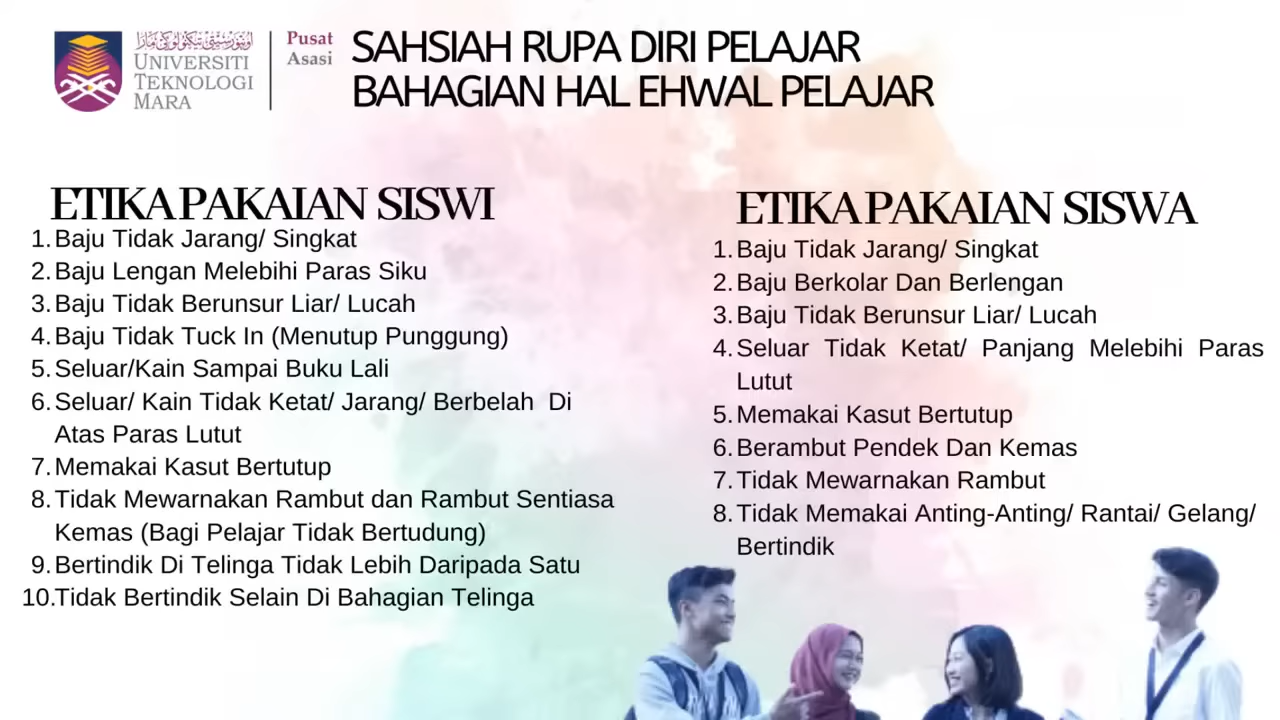 اونيۏرسيتي تيكنولوڬي مارا
UNIVERSITI
TEKNOLOGI
MARA
Pusat
Asasi
SAHSIAH RUPA DIRI PELAJAR
BAHAGIAN HAL EHWAL PELAJAR
ETIKA PAKAIAN SISWI
1. Baju Tidak Jarang/ Singkat
2. Baju Lengan Melebihi Paras Siku
3. Baju Tidak Berunsur Liar/ Lucah
4. Baju Tidak Tuck In (Menutup Punggung)
5. Seluar/Kain Sampai Buku Lali
6. Seluar/ Kain Tidak Ketat/ Jarang/ Berbelah Di
Atas Paras Lutut
7. Memakai Kasut Bertutup
8. Tidak Mewarnakan Rambut dan Rambut Sentiasa
Kemas (Bagi Pelajar Tidak Bertudung)
9. Bertindik Di Telinga Tidak Lebih Daripada Satu
10. Tidak Bertindik Selain Di Bahagian Telinga
ETIKA PAKAIAN SISWA
1. Baju Tidak Jarang/ Singkat
2. Baju Berkolar Dan Berlengan
3. Baju Tidak Berunsur Liar/ Lucah
4. Seluar Tidak Ketat/ Panjang Melebihi Paras
Lutut
5. Memakai Kasut Bertutup
6. Berambut Pendek Dan Kemas
7. Tidak Mewarnakan Rambut
8. Tidak Memakai Anting-Anting/ Rantai/ Gelang/
Bertindik